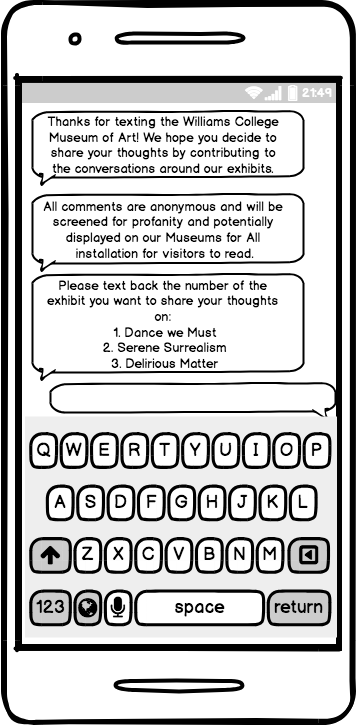 21:49
Thanks for texting the Williams College
Museum of Art! We hope you decide to
share your thoughts by contributing to
the conversations around our exhibits.
All comments are anonymous and will be
screened for profanity and potentially
displayed on our Museums for All
installation for visitors to read.
Please text back the number of the
exhibit you want to share your thoughts
on:
1. Dance we Must
2. Serene Surrealism
3. Delirious Matter
Q W E R T Y U I O P
A S D F G H J K L
Z X C V B N M
123 space return